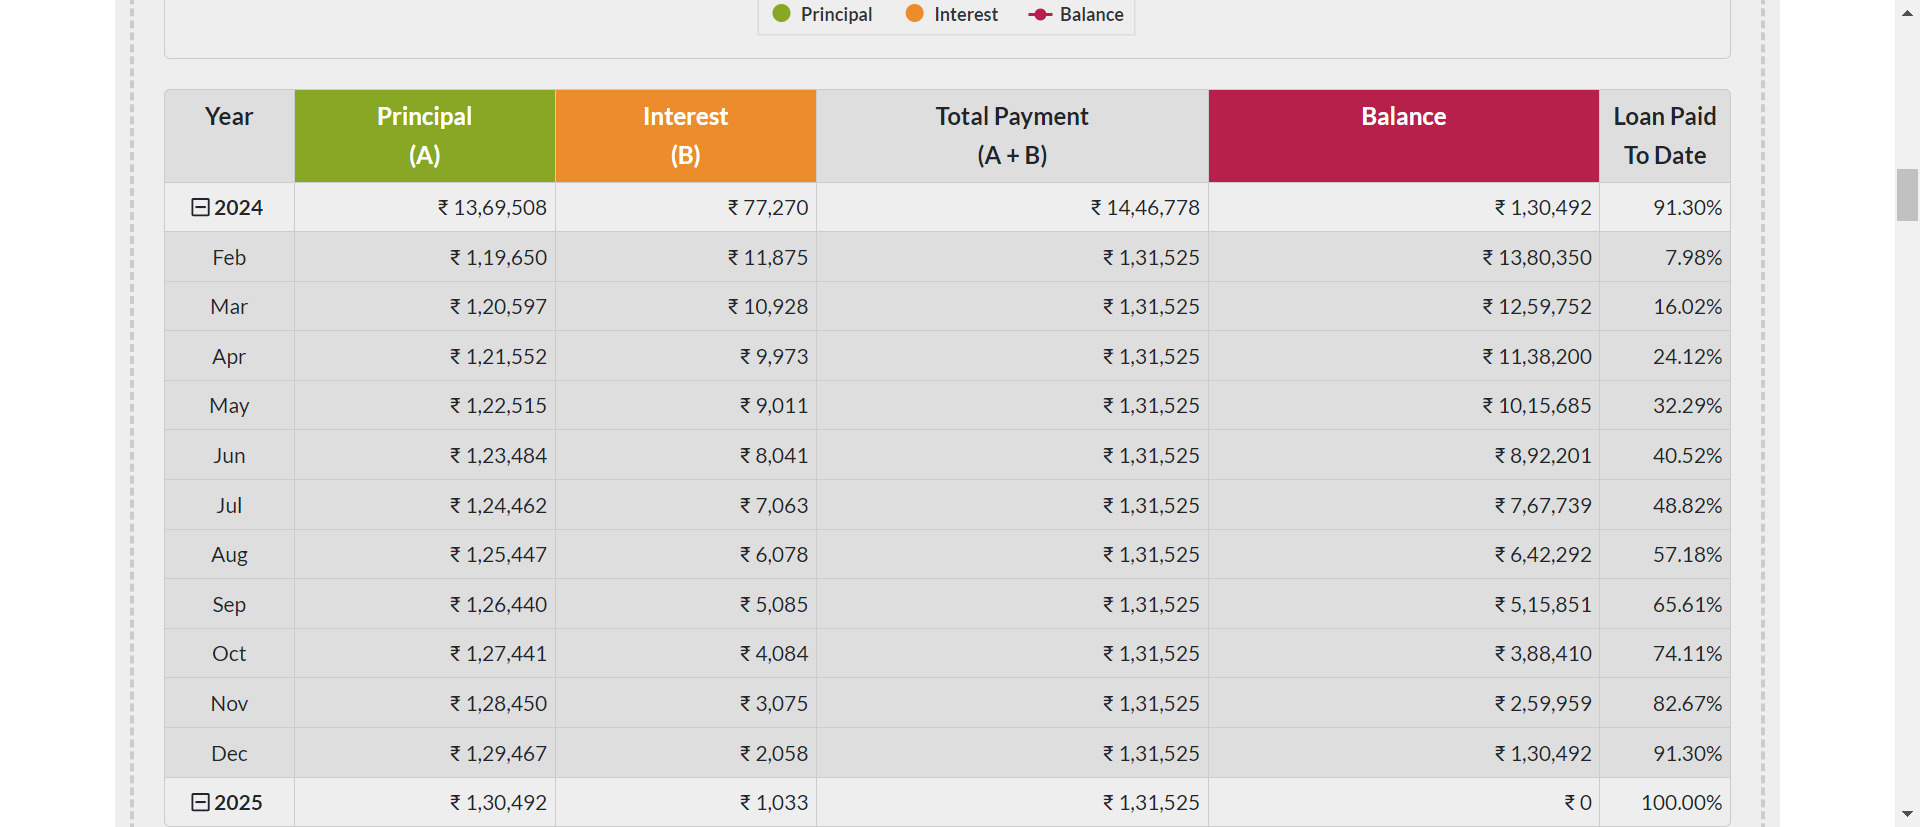 Principal Interest Balance
Year Principal (A) Interest (B) Total Payment (A + B) Balance Loan Paid To Date
2024 ₹ 13,69,508 ₹ 77,270 ₹ 14,46,778 ₹ 1,30,492 91.30%
Feb ₹ 1,19,650 ₹ 11,875 ₹ 1,31,525 ₹ 13,80,350 7.98%
Mar ₹ 1,20,597 ₹ 10,928 ₹ 1,31,525 ₹ 12,59,752 16.02%
Apr ₹ 1,21,552 ₹ 9,973 ₹ 1,31,525 ₹ 11,38,200 24.12%
May ₹ 1,22,515 ₹ 9,011 ₹ 1,31,525 ₹ 10,15,685 32.29%
Jun ₹ 1,23,484 ₹ 8,041 ₹ 1,31,525 ₹ 8,92,201 40.52%
Jul ₹ 1,24,462 ₹ 7,063 ₹ 1,31,525 ₹ 7,67,739 48.82%
Aug ₹ 1,25,447 ₹ 6,078 ₹ 1,31,525 ₹ 6,42,292 57.18%
Sep ₹ 1,26,440 ₹ 5,085 ₹ 1,31,525 ₹ 5,15,851 65.61%
Oct ₹ 1,27,441 ₹ 4,084 ₹ 1,31,525 ₹ 3,88,410 74.11%
Nov ₹ 1,28,450 ₹ 3,075 ₹ 1,31,525 ₹ 2,59,959 82.67%
Dec ₹ 1,29,467 ₹ 2,058 ₹ 1,31,525 ₹ 1,30,492 91.30%
2025 ₹ 1,30,492 ₹ 1,033 ₹ 1,31,525 ₹ 0 100.00%